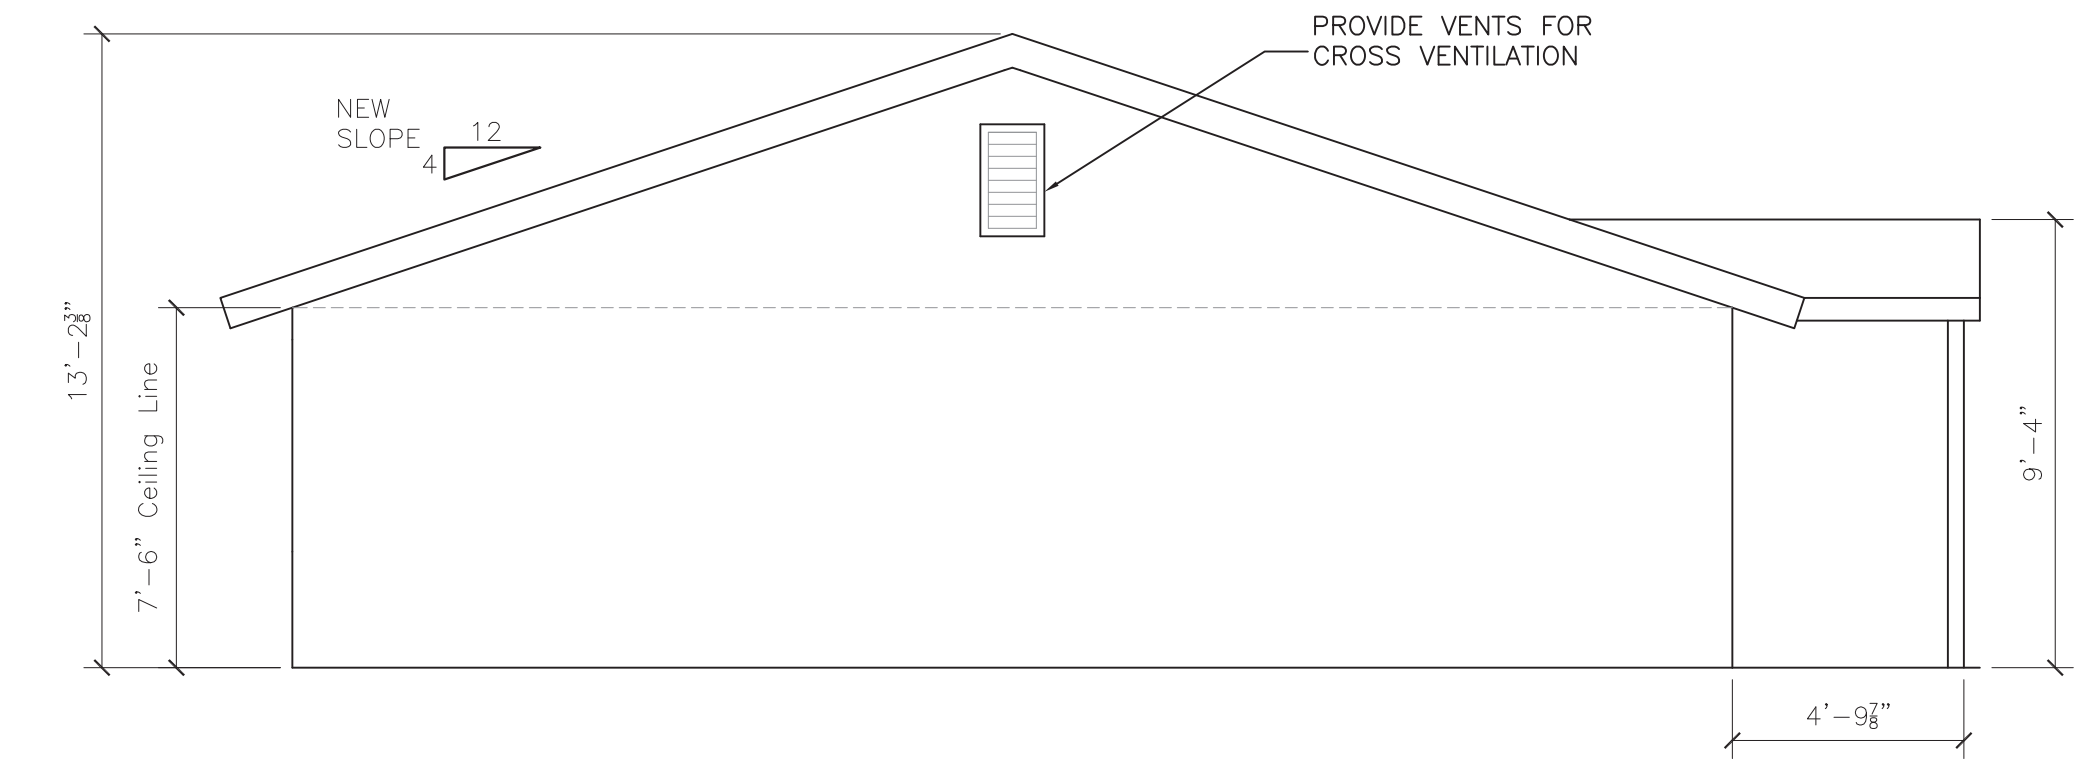 PROVIDE VENTS FOR
CROSS VENTILATION
NEW
SLOPE
12
4
13'-2⅜"
7'-6" Ceiling Line
9'-4"
4'-9⅞"